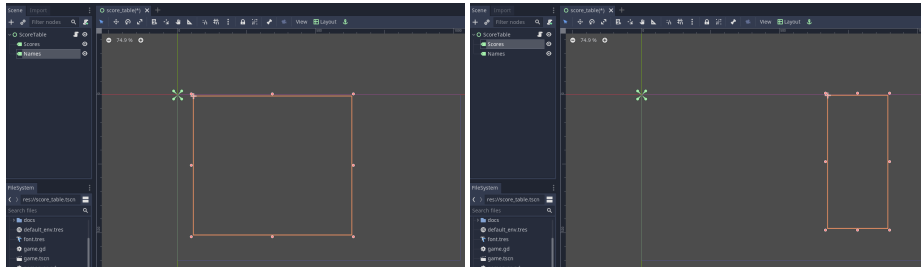 Scene Import
score_table(*)
Filter nodes
View Layout
ScoreTable
Scores
Names
74.0 %
FileSystem
res://score_table.tscn
Search files
docs
default_env.tres
font.tres
game.gd
game.tscn
Scene Import
score_table(*)
Filter nodes
View Layout
ScoreTable
Scores
Names
74.0 %
FileSystem
res://score_table.tscn
Search files
docs
default_env.tres
font.tres
game.gd
game.tscn